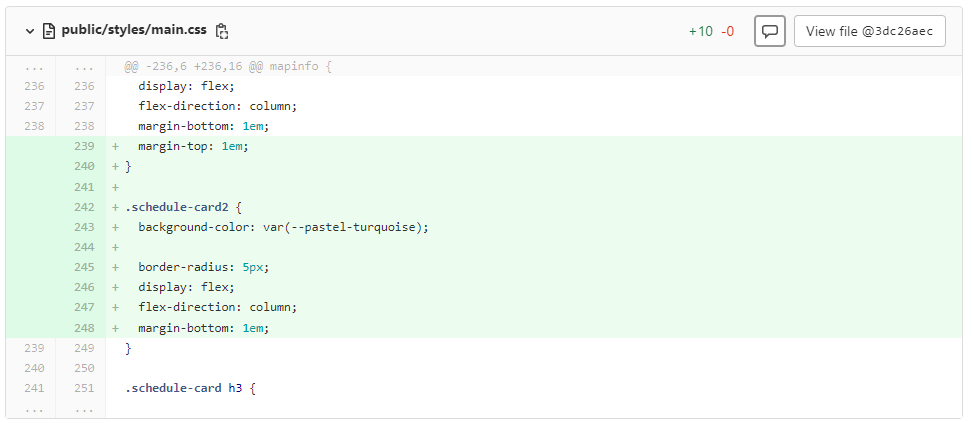 public/styles/main.css +10 -0 View file @3dc26aec
... ... @@ -236,6 +236,16 @@ mapinfo {
236 236 display: flex;
237 237 flex-direction: column;
238 238 margin-bottom: 1em;
239 + margin-top: 1em;
240 + }
241 +
242 + .schedule-card2 {
243 + background-color: var(--pastel-turquoise);
244 +
245 + border-radius: 5px;
246 + display: flex;
247 + flex-direction: column;
248 + margin-bottom: 1em;
239 249 }
240 250
241 251 .schedule-card h3 {
... ...